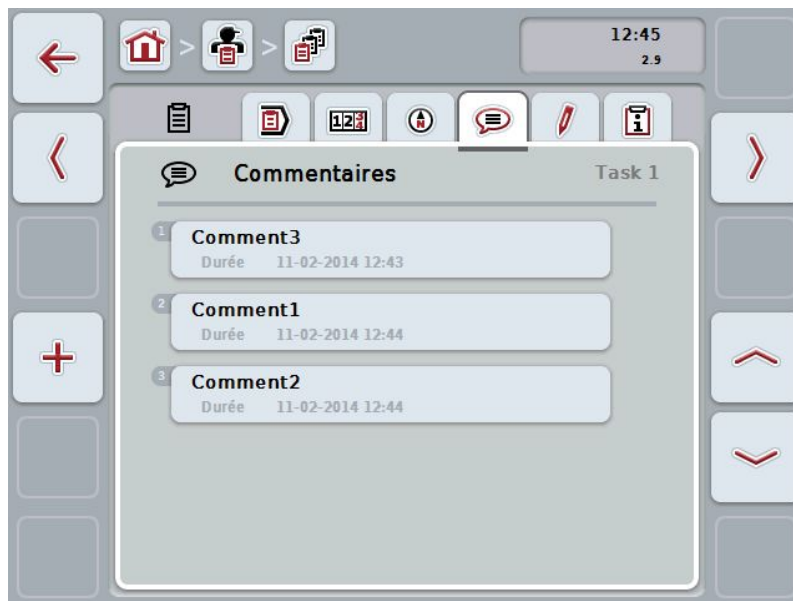 12:45
2.9
Commentaires Task 1
1
Comment3
Durée 11-02-2014 12:43
2
Comment1
Durée 11-02-2014 12:44
3
Comment2
Durée 11-02-2014 12:44